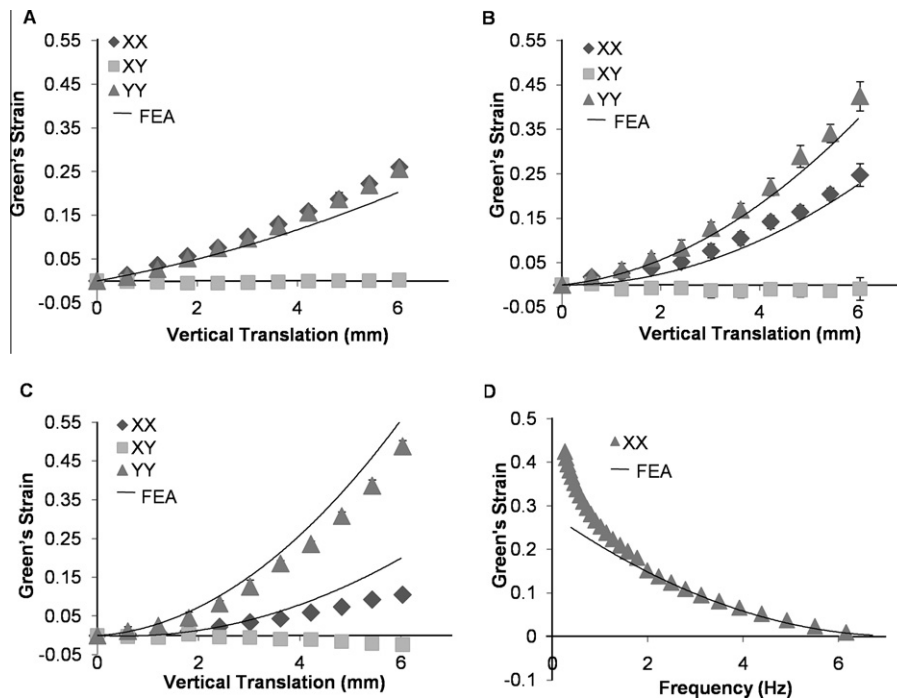 A
0.55
0.45
0.35
0.25
0.15
0.05
-0.05
Green's Strain
XX
XY
YY
FEA
0
2
4
6
Vertical Translation (mm)
B
0.55
0.45
0.35
0.25
0.15
0.05
-0.05
Green's Strain
XX
XY
YY
FEA
0
2
4
6
Vertical Translation (mm)
C
0.55
0.45
0.35
0.25
0.15
0.05
-0.05
Green's Strain
XX
XY
YY
FEA
0
2
4
6
Vertical Translation (mm)
D
0.5
0.4
0.3
0.2
0.1
0
-0.1
Green's Strain
XX
FEA
2
4
6
Frequency (Hz)